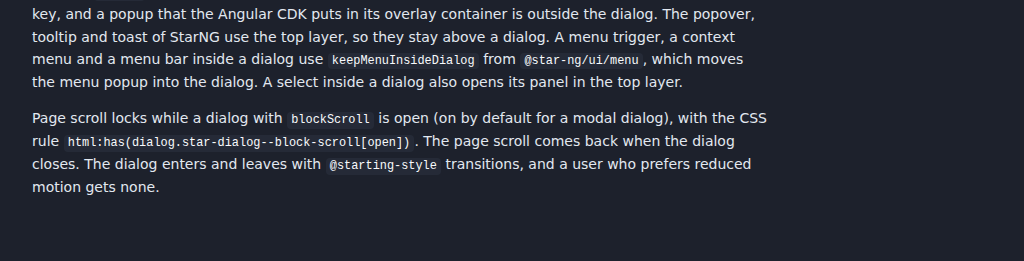 key, and a popup that the Angular CDK puts in its overlay container is outside the dialog. The popover,
tooltip and toast of StarNG use the top layer, so they stay above a dialog. A menu trigger, a context
menu and a menu bar inside a dialog use keepMenuInsideDialog from @star-ng/ui/menu, which moves
the menu popup into the dialog. A select inside a dialog also opens its panel in the top layer.
Page scroll locks while a dialog with blockScroll is open (on by default for a modal dialog), with the CSS
rule html:has(dialog.star-dialog--block-scroll[open]). The page scroll comes back when the dialog
closes. The dialog enters and leaves with @starting-style transitions, and a user who prefers reduced
motion gets none.